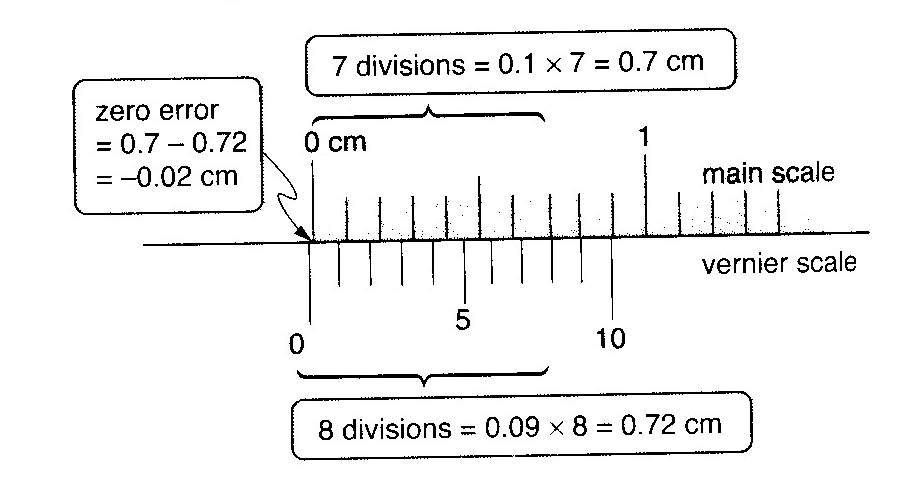 7 divisions = 0.1 × 7 = 0.7 cm
zero error
= 0.7 – 0.72
= –0.02 cm
0 cm
1
main scale
vernier scale
0
5
10
8 divisions = 0.09 × 8 = 0.72 cm